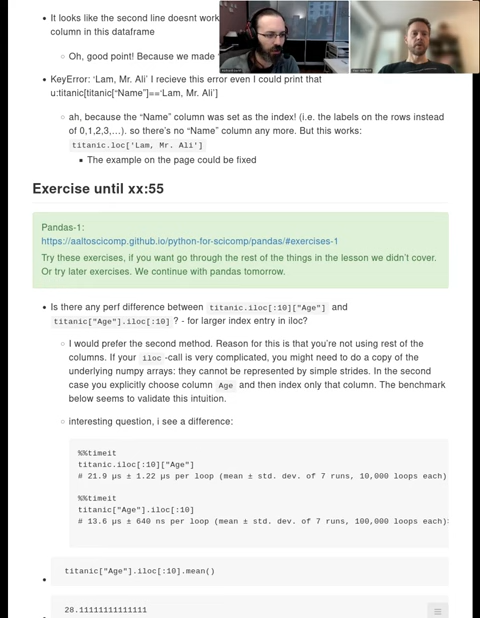 It looks like the second line doesnt work
column in this dataframe
Oh, good point! Because we made
KeyError: ‘Lam, Mr. Ali’ I recieve this error even I could print that
u:titanic[titanic[“Name”]==‘Lam, Mr. Ali’]
ah, because the “Name” column was set as the index! (i.e. the labels on the rows instead
of 0,1,2,3,…). so there’s no “Name” column any more. But this works:
titanic.loc['Lam, Mr. Ali']
The example on the page could be fixed
Exercise until xx:55
Pandas-1:
https://aaltoscicomp.github.io/python-for-scicomp/pandas/#exercises-1
Try these exercises, if you want go through the rest of the things in the lesson we didn’t cover.
Or try later exercises. We continue with pandas tomorrow.
Is there any perf difference between titanic.iloc[:10]["Age"] and
titanic["Age"].iloc[:10] ? - for larger index entry in iloc?
I would prefer the second method. Reason for this is that you’re not using rest of the
columns. If your iloc -call is very complicated, you might need to do a copy of the
underlying numpy arrays: they cannot be represented by simple strides. In the second
case you explicitly choose column Age and then index only that column. The benchmark
below seems to validate this intuition.
interesting question, i see a difference:
%%timeit
titanic.iloc[:10]["Age"]
# 21.9 µs ± 1.22 µs per loop (mean ± std. dev. of 7 runs, 10,000 loops each)
%%timeit
titanic["Age"].iloc[:10]
# 13.6 µs ± 640 ns per loop (mean ± std. dev. of 7 runs, 100,000 loops each)
titanic["Age"].iloc[:10].mean()
28.11111111111111